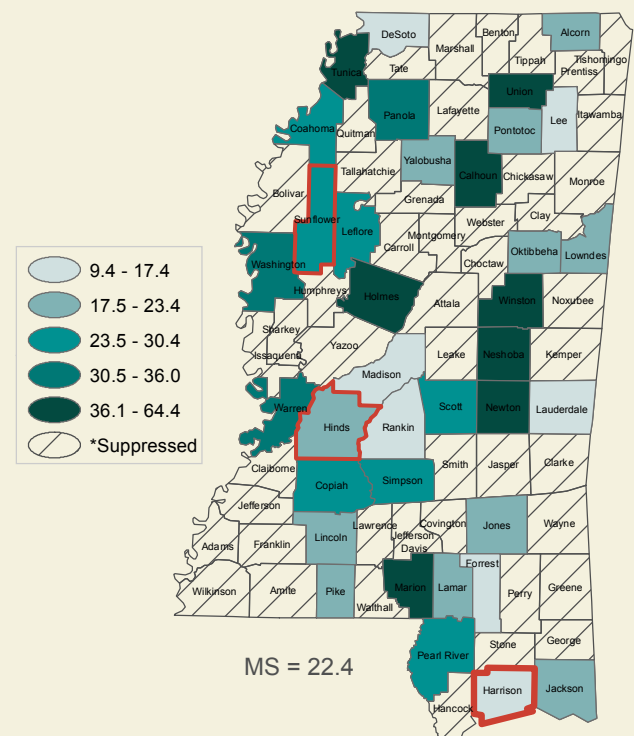 DeSoto
Benton
Alcorn
Marshall
Tippah
Tishomingo
Prentiss
Tunica
Tate
Union
Panola
Lafayette
Lee
Itawamba
Coahoma
Quitman
Pontotoc
Yalobusha
Calhoun
Chickasaw
Tallahatchie
Monroe
Bolivar
Grenada
Sunflower
Leflore
Clay
Webster
Montgomery
Carroll
Oktibbeha
Lowndes
Choctaw
Washington
Humphreys
Holmes
Attala
Winston
Noxubee
Sharkey
Issaquena
Yazoo
Leake
Neshoba
Kemper
Madison
Warren
Hinds
Rankin
Scott
Newton
Lauderdale
Claiborne
Copiah
Simpson
Smith
Jasper
Clarke
Jefferson
Lawrence
Jefferson
Davis
Covington
Jones
Wayne
Adams
Franklin
Lincoln
Wilkinson
Amite
Pike
Walthall
Marion
Lamar
Forrest
Perry
Greene
Pearl River
Stone
George
Hancock
Harrison
Jackson
9.4 - 17.4
17.5 - 23.4
23.5 - 30.4
30.5 - 36.0
36.1 - 64.4
*Suppressed
MS = 22.4